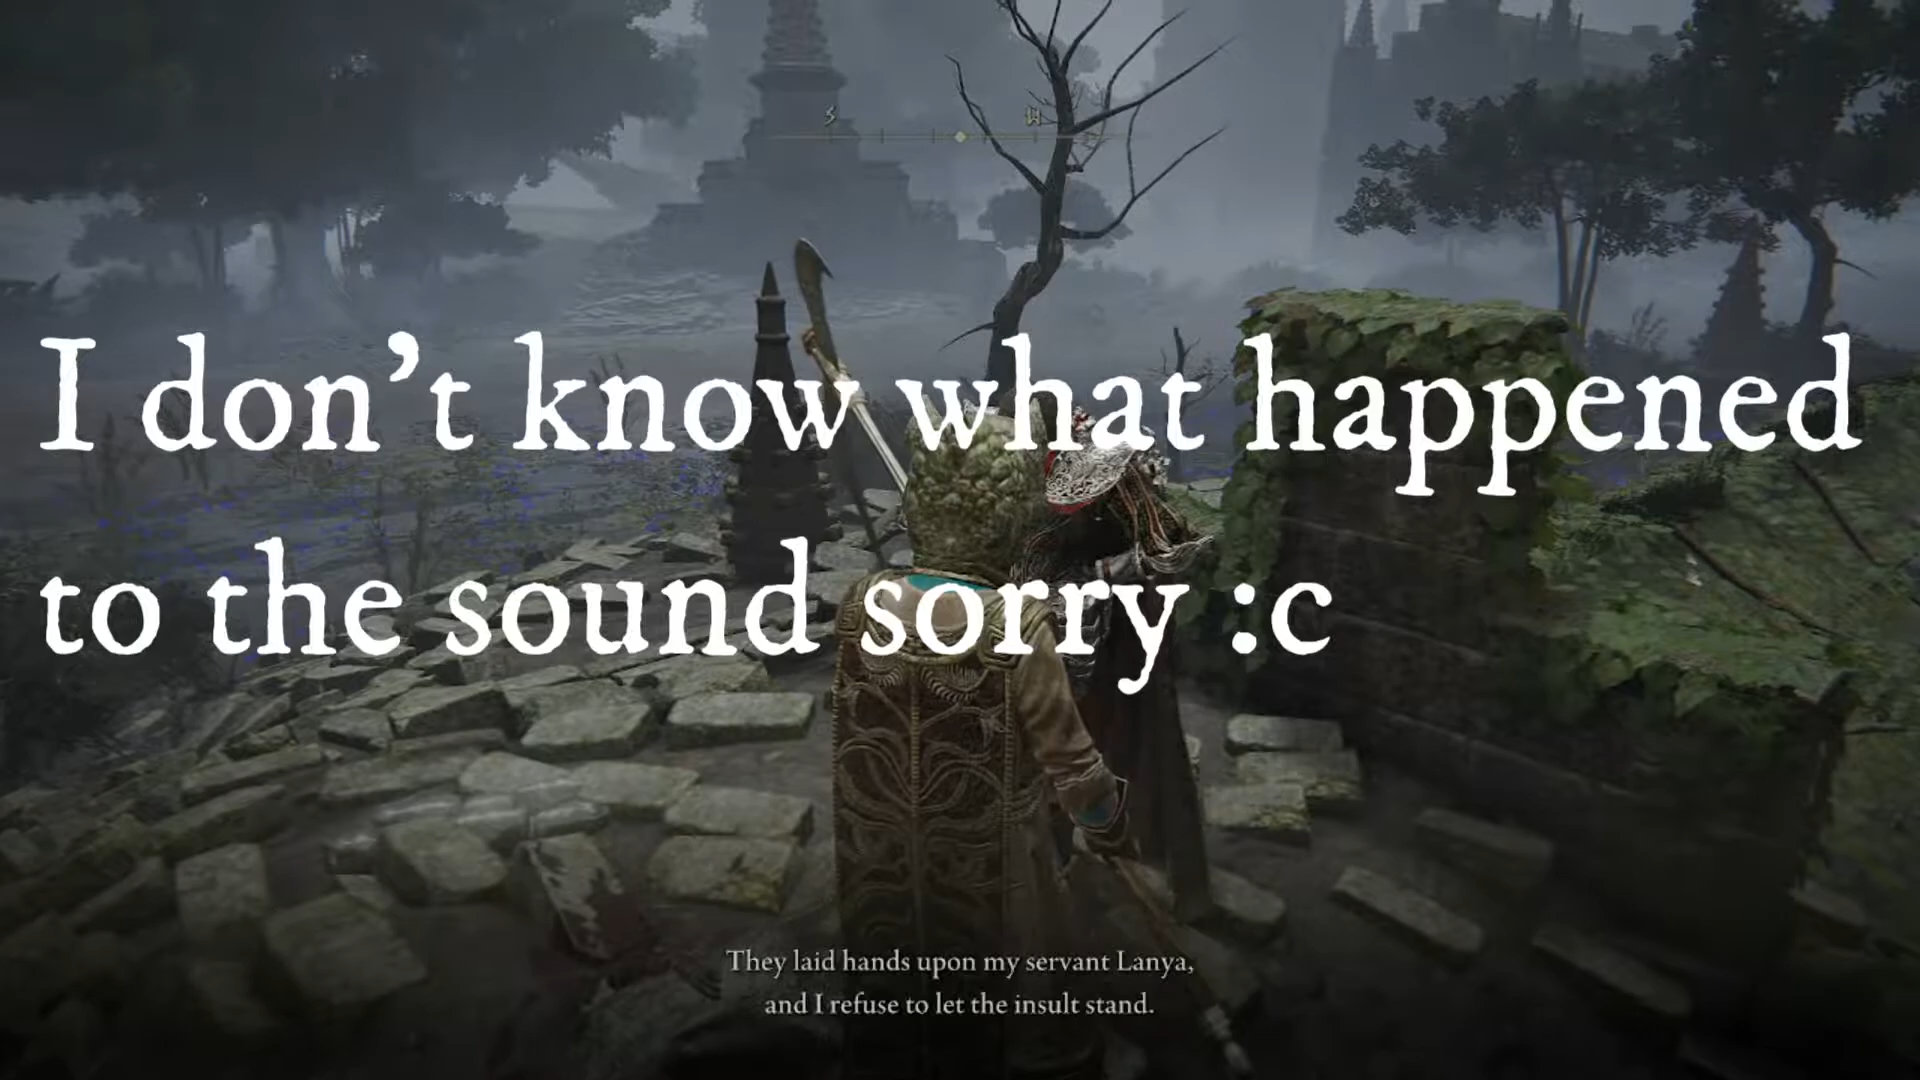 S W
I don’t know what happened
to the sound sorry :c
They laid hands upon my servant Lanya,
and I refuse to let the insult stand.